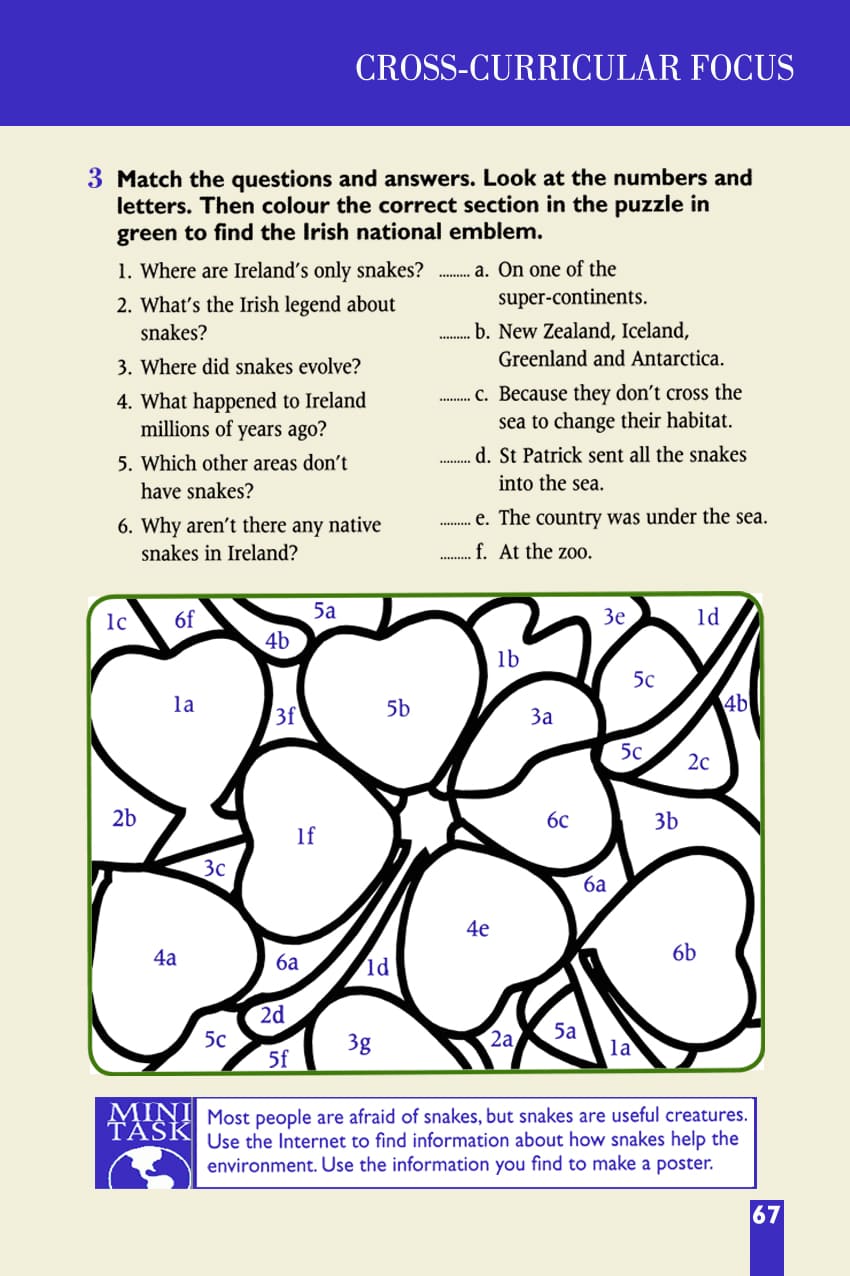 CROSS-CURRICULAR FOCUS
3 Match the questions and answers. Look at the numbers and
letters. Then colour the correct section in the puzzle in
green to find the Irish national emblem.
1. Where are Ireland's only snakes?
2. What's the Irish legend about
snakes?
3. Where did snakes evolve?
4. What happened to Ireland
millions of years ago?
5. Which other areas don't
have snakes?
6. Why aren't there any native
snakes in Ireland?
......... a. On one of the
super-continents.
......... b. New Zealand, Iceland,
Greenland and Antarctica.
......... c. Because they don't cross the
sea to change their habitat.
......... d. St Patrick sent all the snakes
into the sea.
......... e. The country was under the sea.
......... f. At the zoo.
1c
6f
5a
4b
3e
1d
1b
5c
1a
3f
5b
3a
4b
5c
2c
2b
1f
6c
3b
3c
6a
4a
6a
1d
4e
6b
5c
2d
5f
3g
2a
5a
1a
MINI
TASK
Most people are afraid of snakes, but snakes are useful creatures.
Use the Internet to find information about how snakes help the
environment. Use the information you find to make a poster.
67